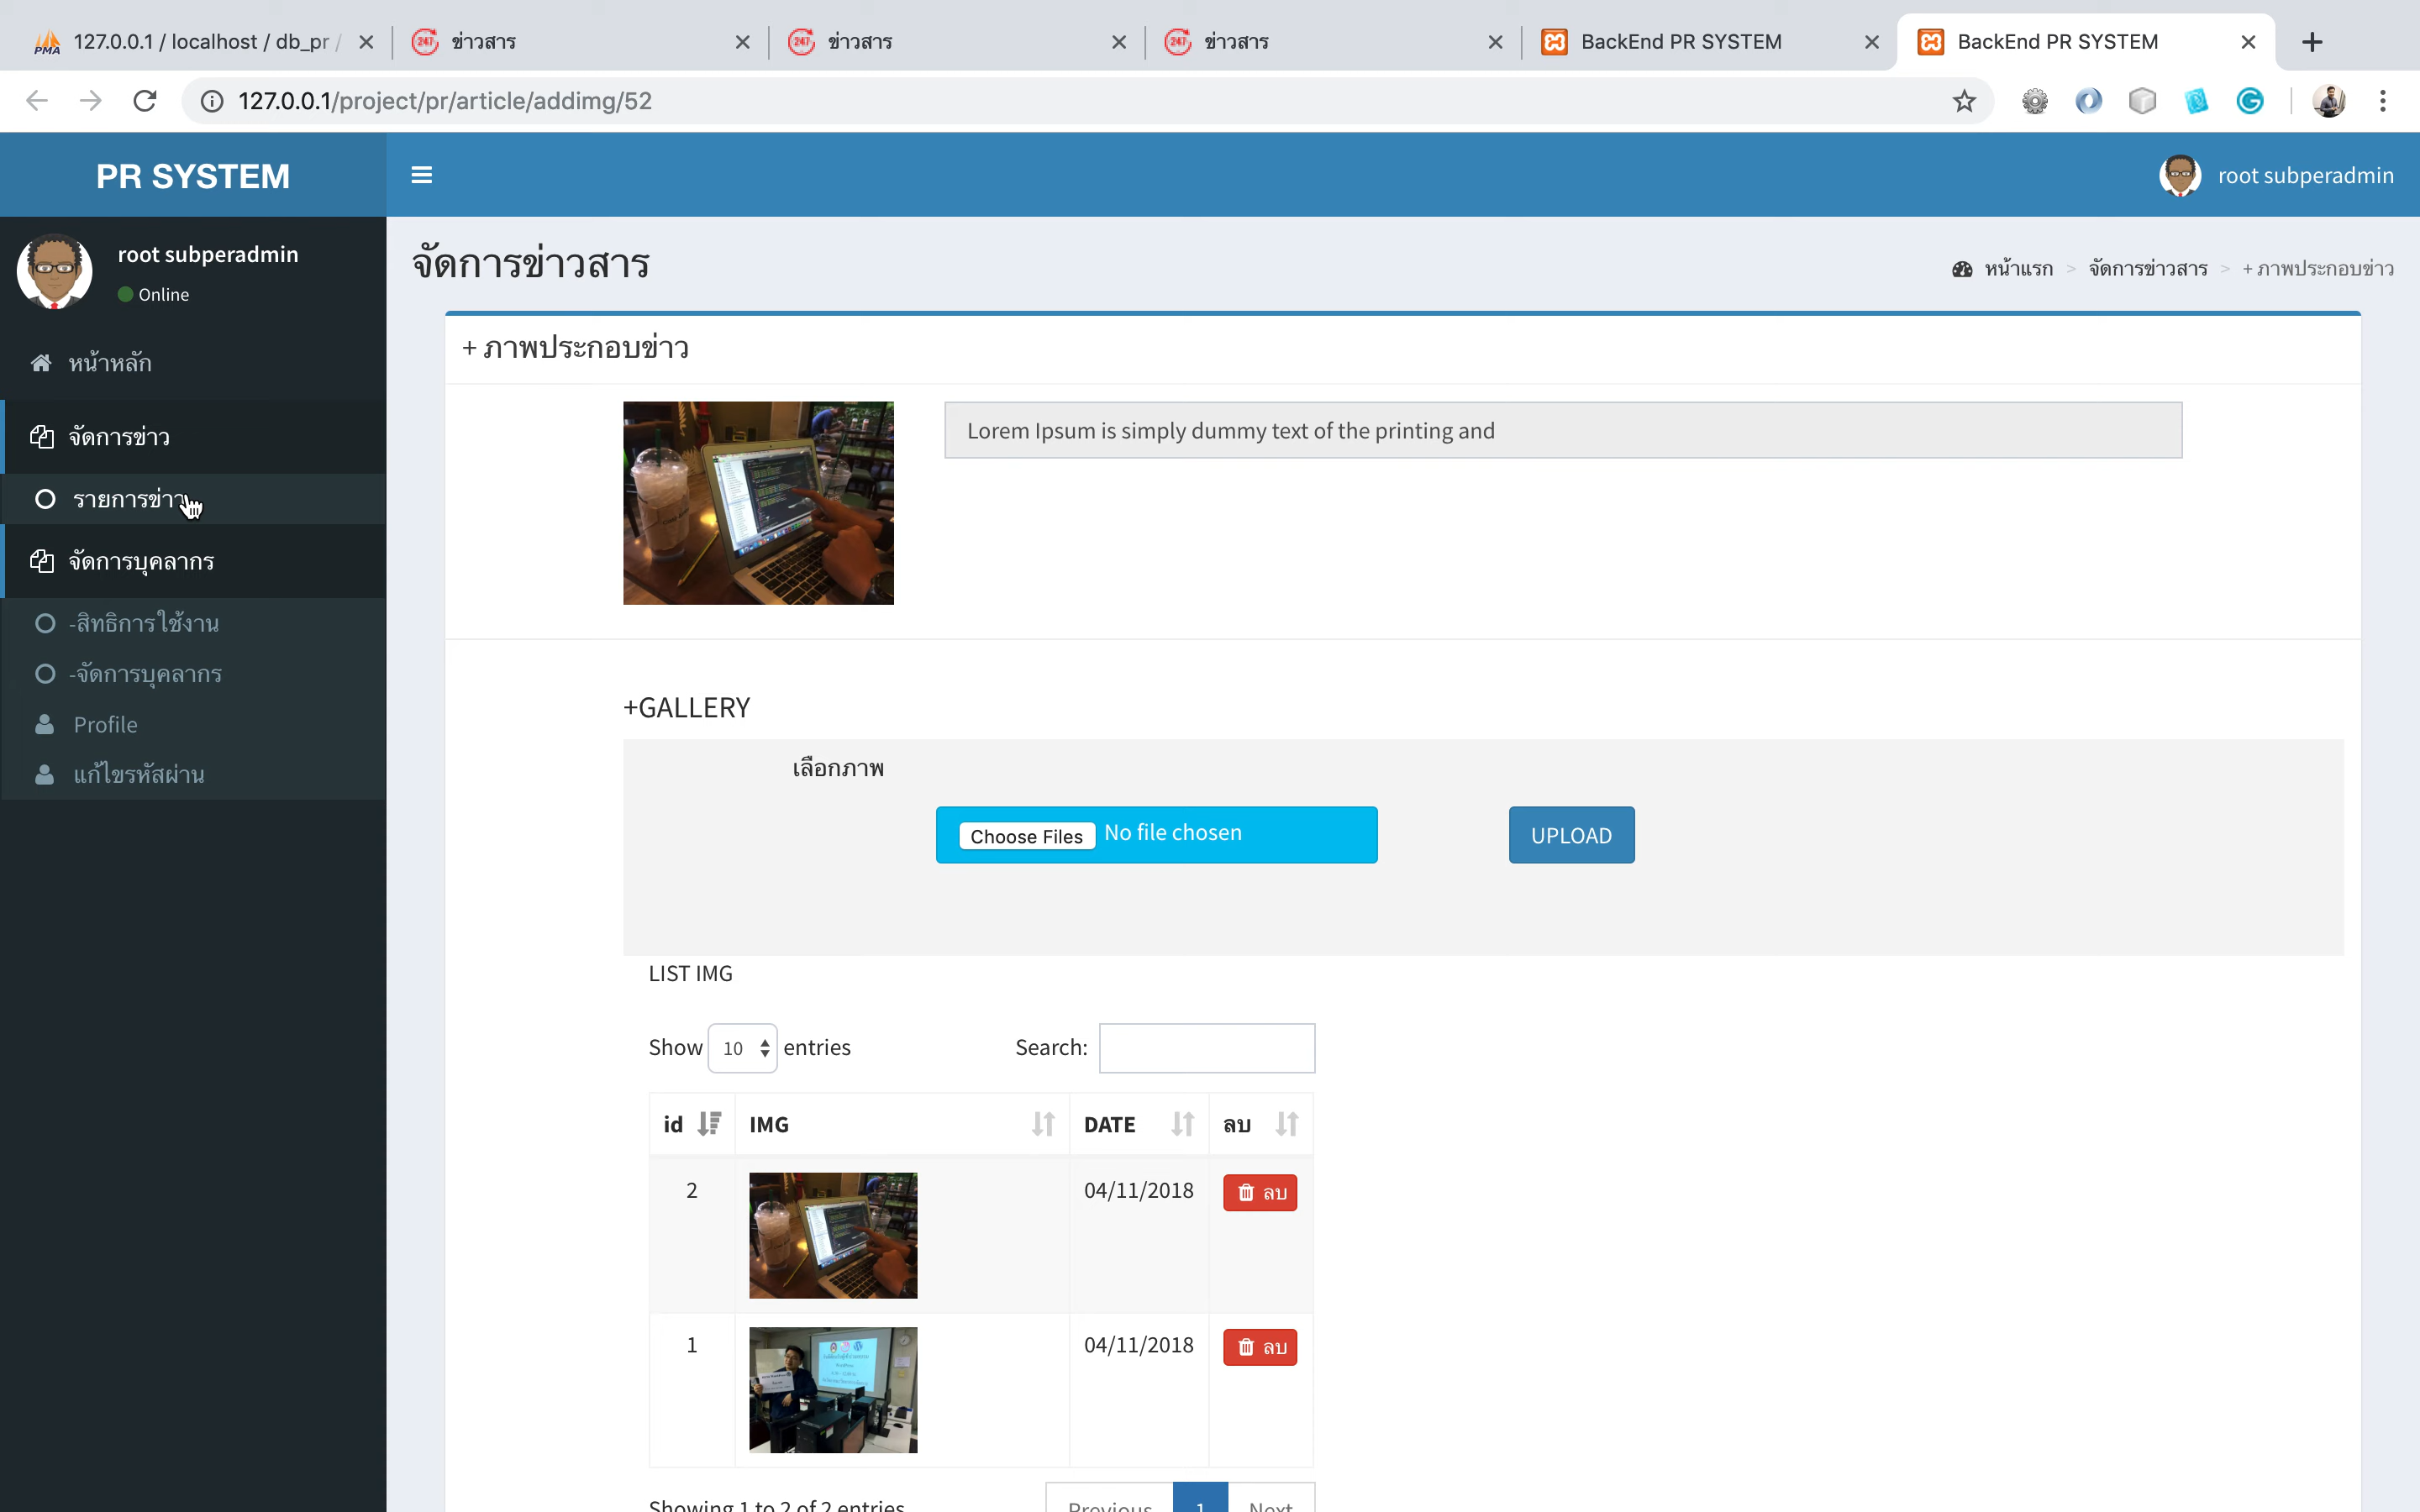 127.0.0.1 / localhost / db_pr /
ข่าวสาร
ข่าวสาร
ข่าวสาร
BackEnd PR SYSTEM
BackEnd PR SYSTEM
127.0.0.1/project/pr/article/addimg/52
PR SYSTEM
root subperadmin
root subperadmin
Online
หน้าหลัก
จัดการข่าว
รายการข่าว
จัดการบุคลากร
-สิทธิการใช้งาน
-จัดการบุคลากร
Profile
แก้ไขรหัสผ่าน
จัดการข่าวสาร
หน้าแรก > จัดการข่าวสาร > + ภาพประกอบข่าว
+ ภาพประกอบข่าว
Lorem Ipsum is simply dummy text of the printing and
+GALLERY
เลือกภาพ
Choose Files No file chosen
UPLOAD
LIST IMG
Show 10 entries
Search:
id IMG DATE ลบ
2 04/11/2018 ลบ
1 04/11/2018 ลบ
Showing 1 to 2 of 2 entries
Previous 1 Next